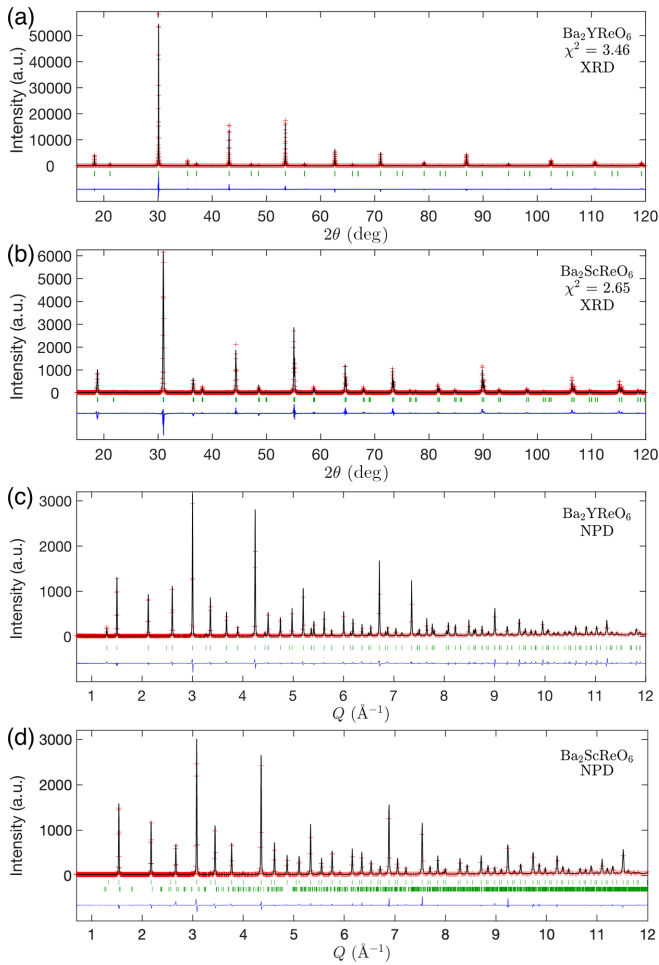 (a)
Ba₂YReO₆
χ² = 3.46
XRD
Intensity (a.u.)
50000
40000
30000
20000
10000
0
20 30 40 50 60 70 80 90 100 110 120
2θ (deg)
(b)
Ba₂ScReO₆
χ² = 2.65
XRD
Intensity (a.u.)
6000
5000
4000
3000
2000
1000
0
20 30 40 50 60 70 80 90 100 110 120
2θ (deg)
(c)
Ba₂YReO₆
NPD
Intensity (a.u.)
3000
2000
1000
0
1 2 3 4 5 6 7 8 9 10 11 12
Q (Å⁻¹)
(d)
Ba₂ScReO₆
NPD
Intensity (a.u.)
3000
2000
1000
0
1 2 3 4 5 6 7 8 9 10 11 12
Q (Å⁻¹)